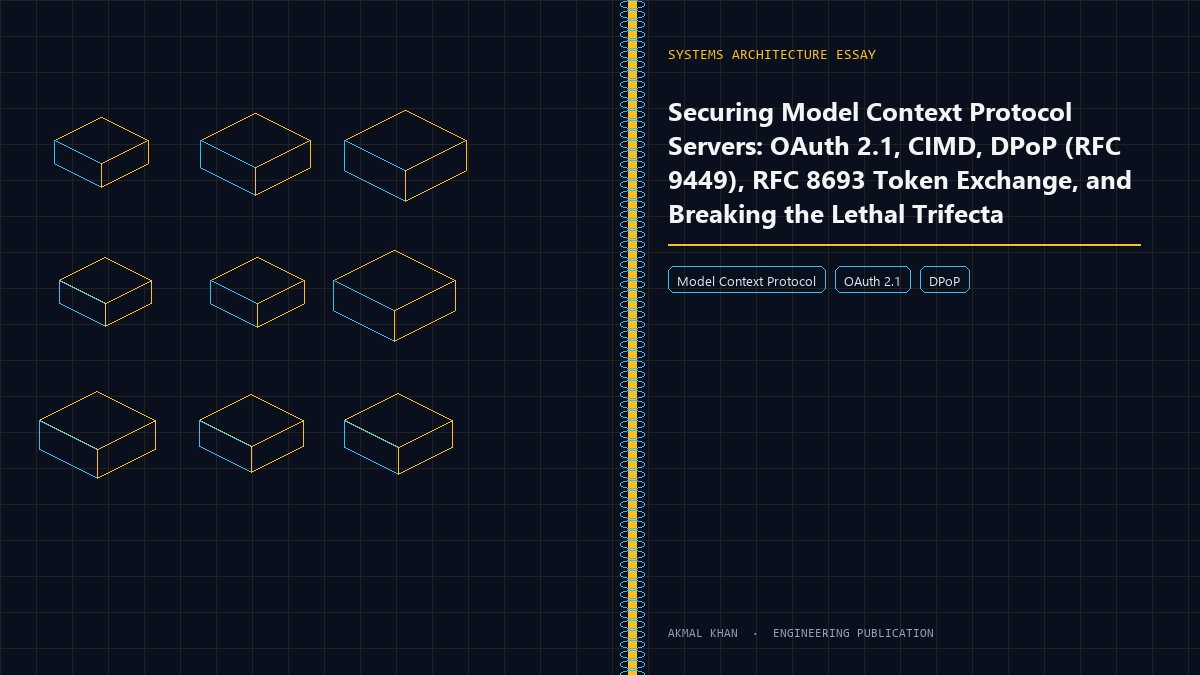 SYSTEMS ARCHITECTURE ESSAY
Securing Model Context Protocol
Servers: OAuth 2.1, CIMD, DPoP (RFC
9449), RFC 8693 Token Exchange, and
Breaking the Lethal Trifecta
Model Context Protocol OAuth 2.1 DPoP
AKMAL KHAN · ENGINEERING PUBLICATION